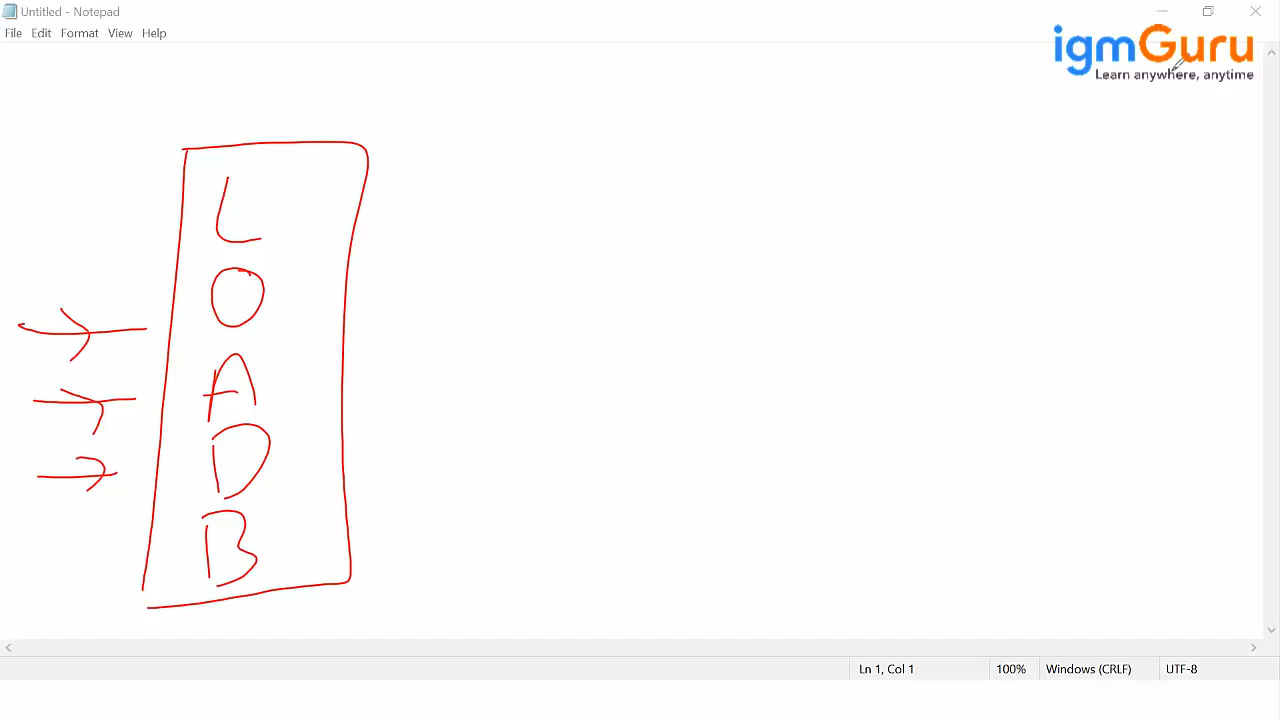 Untitled - Notepad
File Edit Format View Help
igmGuru
Learn anywhere, anytime
L
O
A
D
B
Ln 1, Col 1 100% Windows (CRLF) UTF-8